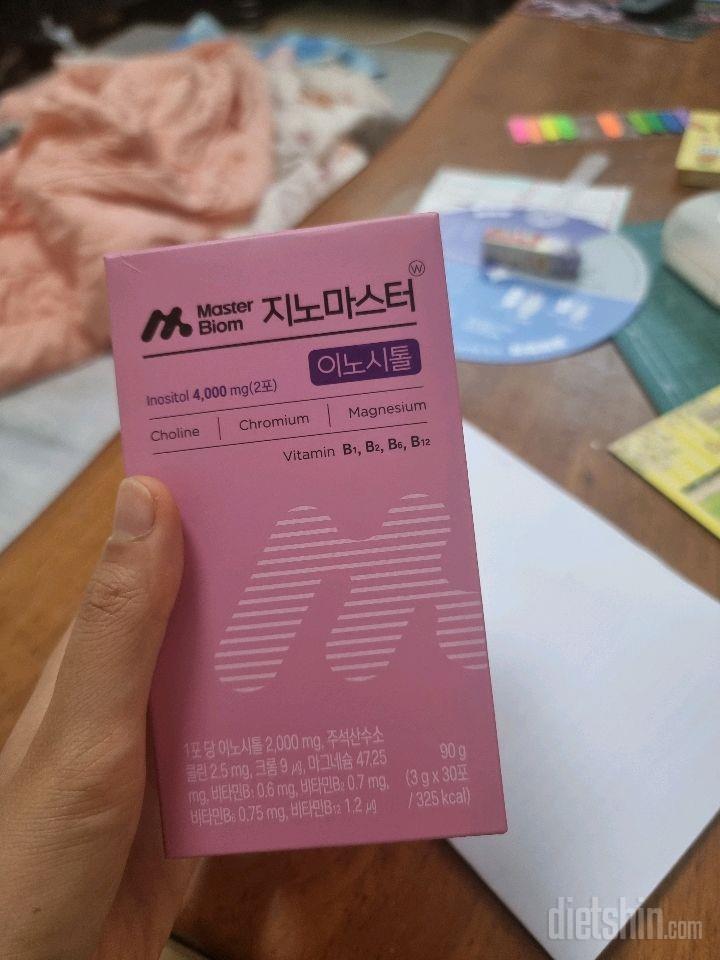 Master Biom 지노마스터 W
이노시톨
Inositol 4,000 mg(2포)
Choline | Chromium | Magnesium
Vitamin B1, B2, B6, B12
1포 당 이노시톨 2,000 mg, 주석산수소
콜린 2.5 mg, 크롬 9 ㎍, 마그네슘 47.25
mg, 비타민B1 0.6 mg, 비타민B2 0.7 mg,
비타민B6 0.75 mg, 비타민B12 1.2 ㎍
90 g
(3 g x 30포
/ 325 kcal)
dietshin.com